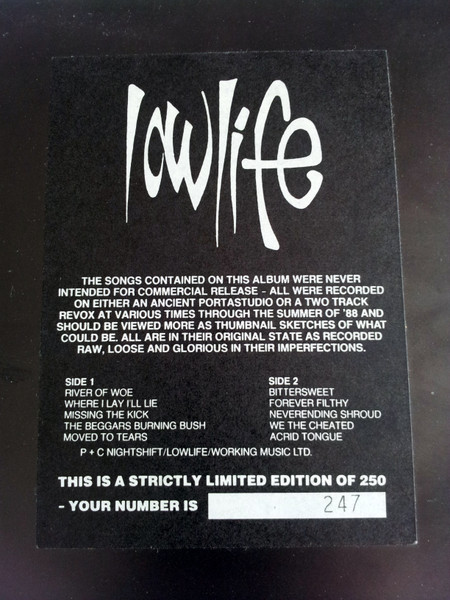 lowlife
THE SONGS CONTAINED ON THIS ALBUM WERE NEVER
INTENDED FOR COMMERCIAL RELEASE - ALL WERE RECORDED
ON EITHER AN ANCIENT PORTASTUDIO OR A TWO TRACK
REVOX AT VARIOUS TIMES THROUGH THE SUMMER OF '88 AND
SHOULD BE VIEWED MORE AS THUMBNAIL SKETCHES OF WHAT
COULD BE. ALL ARE IN THEIR ORIGINAL STATE AS RECORDED
RAW, LOOSE AND GLORIOUS IN THEIR IMPERFECTIONS.
SIDE 1
RIVER OF WOE
WHERE I LAY I'LL LIE
MISSING THE KICK
THE BEGGARS BURNING BUSH
MOVED TO TEARS
SIDE 2
BITTERSWEET
FOREVER FILTHY
NEVERENDING SHROUD
WE THE CHEATED
ACRID TONGUE
P + C NIGHTSHIFT/LOWLIFE/WORKING MUSIC LTD.
THIS IS A STRICTLY LIMITED EDITION OF 250
- YOUR NUMBER IS 247